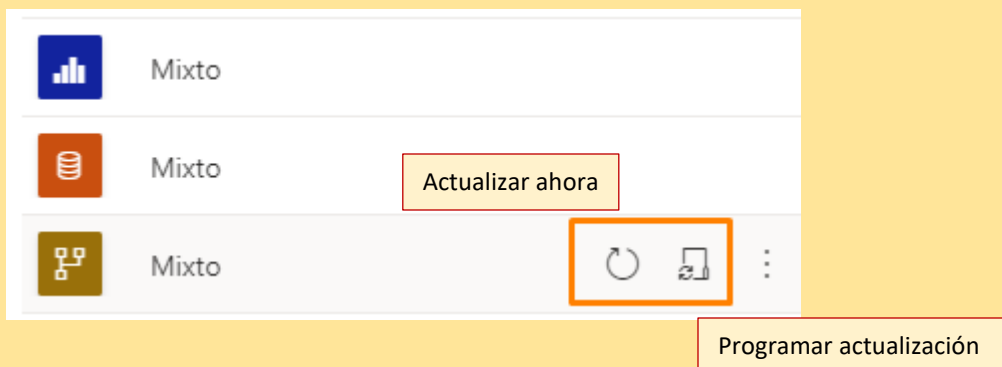 Mixto
Mixto
Actualizar ahora
Mixto
Programar actualización